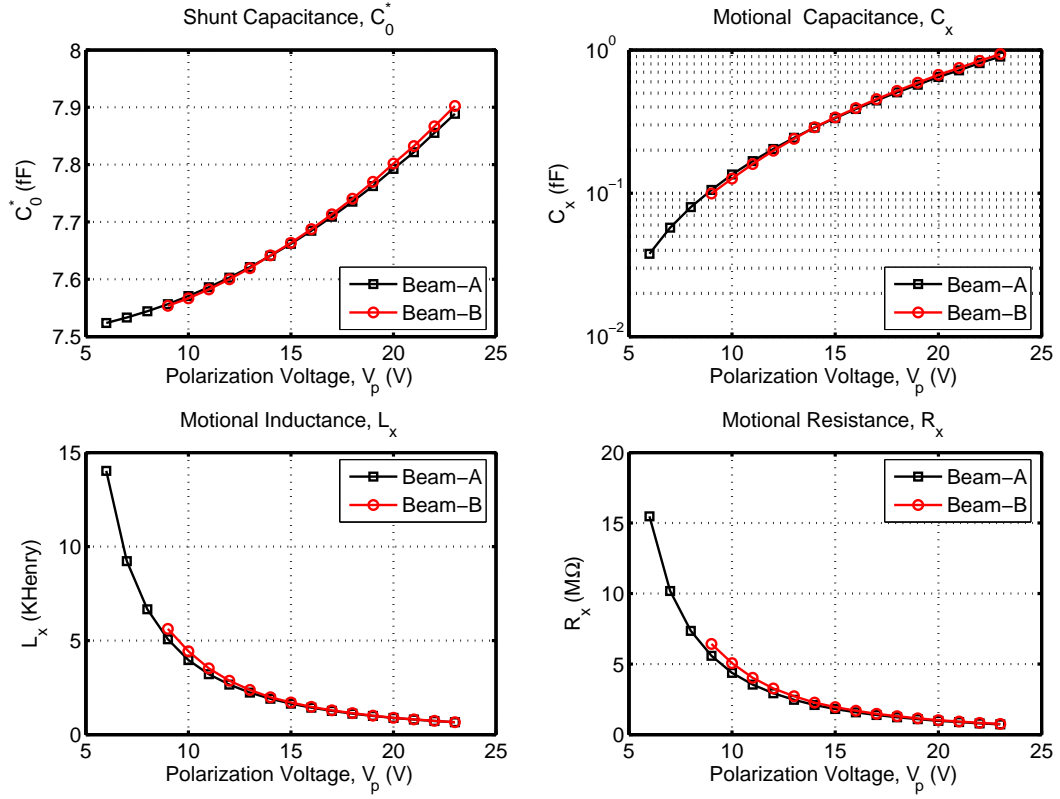 Shunt Capacitance, C₀*
8
7.9
7.8
7.7
7.6
7.5
C₀* (fF)
Beam−A
Beam−B
5 10 15 20 25
Polarization Voltage, Vₚ (V)
Motional Capacitance, Cₓ
10⁰
10⁻¹
10⁻²
Cₓ (fF)
Beam−A
Beam−B
5 10 15 20 25
Polarization Voltage, Vₚ (V)
Motional Inductance, Lₓ
15
10
5
0
Lₓ (KHenry)
Beam−A
Beam−B
5 10 15 20 25
Polarization Voltage, Vₚ (V)
Motional Resistance, Rₓ
20
15
10
5
0
Rₓ (MΩ)
Beam−A
Beam−B
5 10 15 20 25
Polarization Voltage, Vₚ (V)